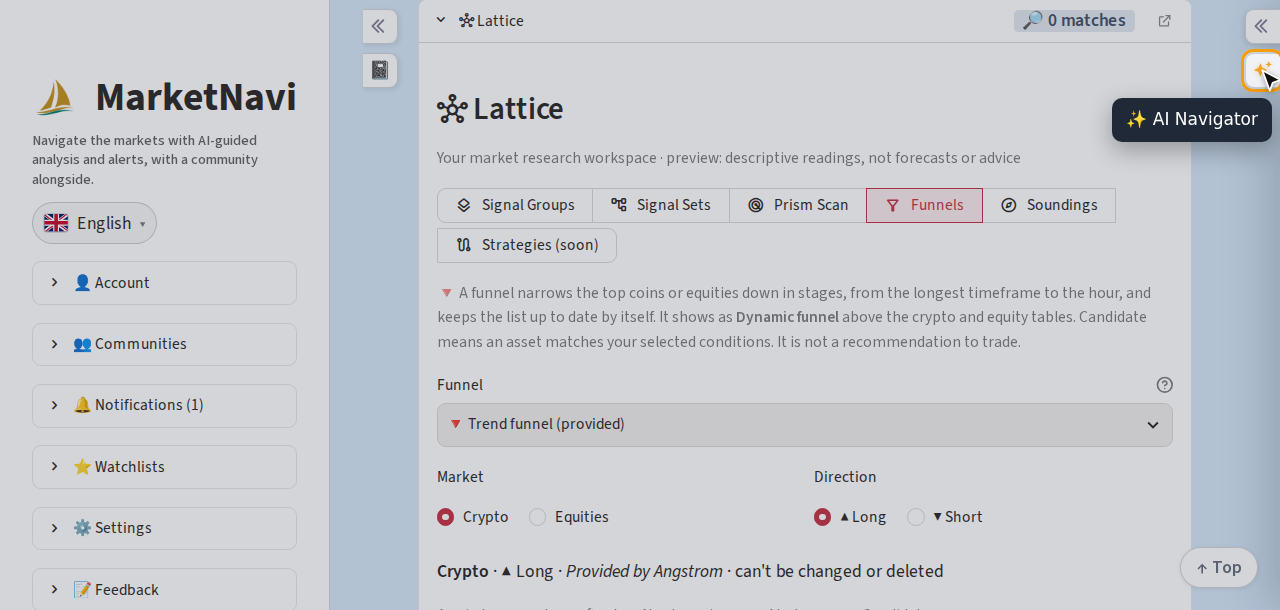 MarketNavi
Navigate the markets with AI-guided
analysis and alerts, with a community
alongside.
English
Account
Communities
Notifications (1)
Watchlists
Settings
Feedback
Lattice
0 matches
Lattice
Your market research workspace · preview: descriptive readings, not forecasts or advice
Signal Groups
Signal Sets
Prism Scan
Funnels
Soundings
Strategies (soon)
A funnel narrows the top coins or equities down in stages, from the longest timeframe to the hour, and
keeps the list up to date by itself. It shows as Dynamic funnel above the crypto and equity tables. Candidate
means an asset matches your selected conditions. It is not a recommendation to trade.
Funnel
Trend funnel (provided)
Market
Direction
Crypto
Equities
▲ Long
▼ Short
Crypto · ▲ Long · Provided by Angstrom · can't be changed or deleted
✨ AI Navigator
↑ Top